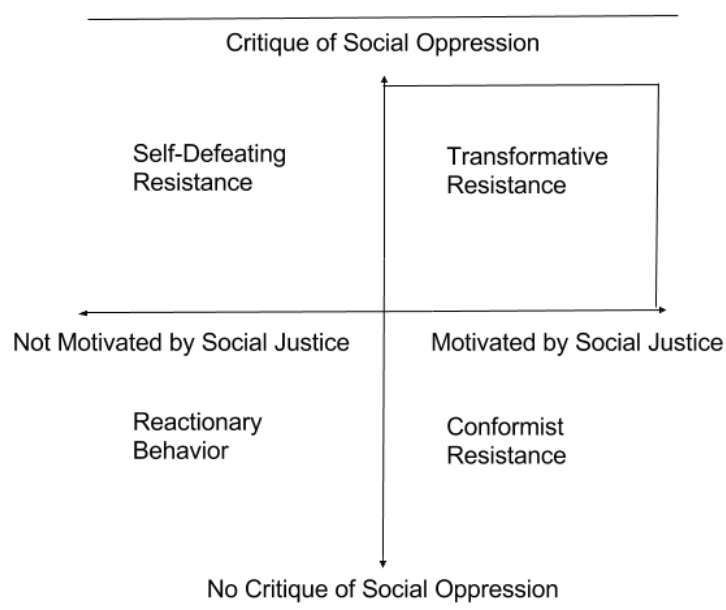 Critique of Social Oppression
Self-Defeating
Resistance
Transformative
Resistance
Not Motivated by Social Justice
Motivated by Social Justice
Reactionary
Behavior
Conformist
Resistance
No Critique of Social Oppression